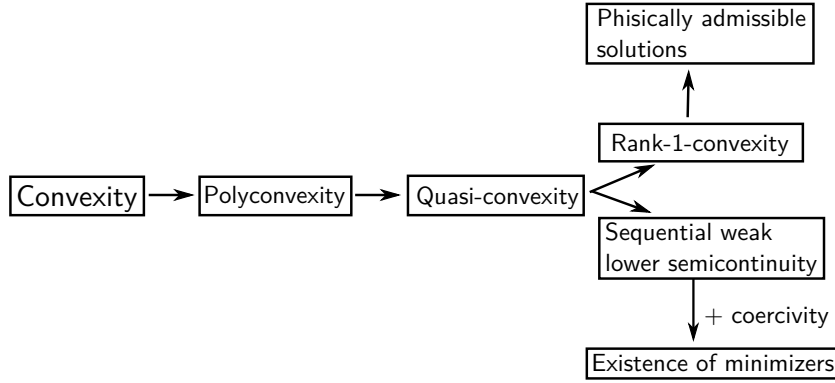 Phisically admissible
solutions
Rank-1-convexity
Convexity
Polyconvexity
Quasi-convexity
Sequential weak
lower semicontinuity
+ coercivity
Existence of minimizers